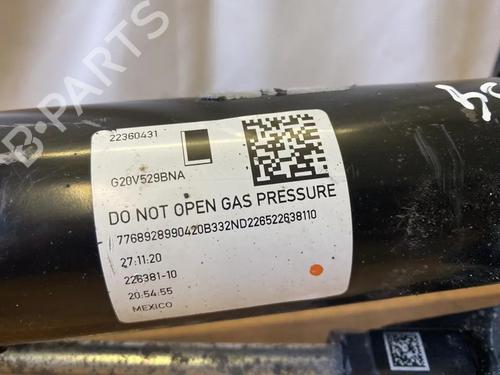 B-PARTS
22360431
G20V529BNA
DO NOT OPEN GAS PRESSURE
7768928990420B332ND226522638110
27:11:20
226381-10
20:54:55
MEXICO